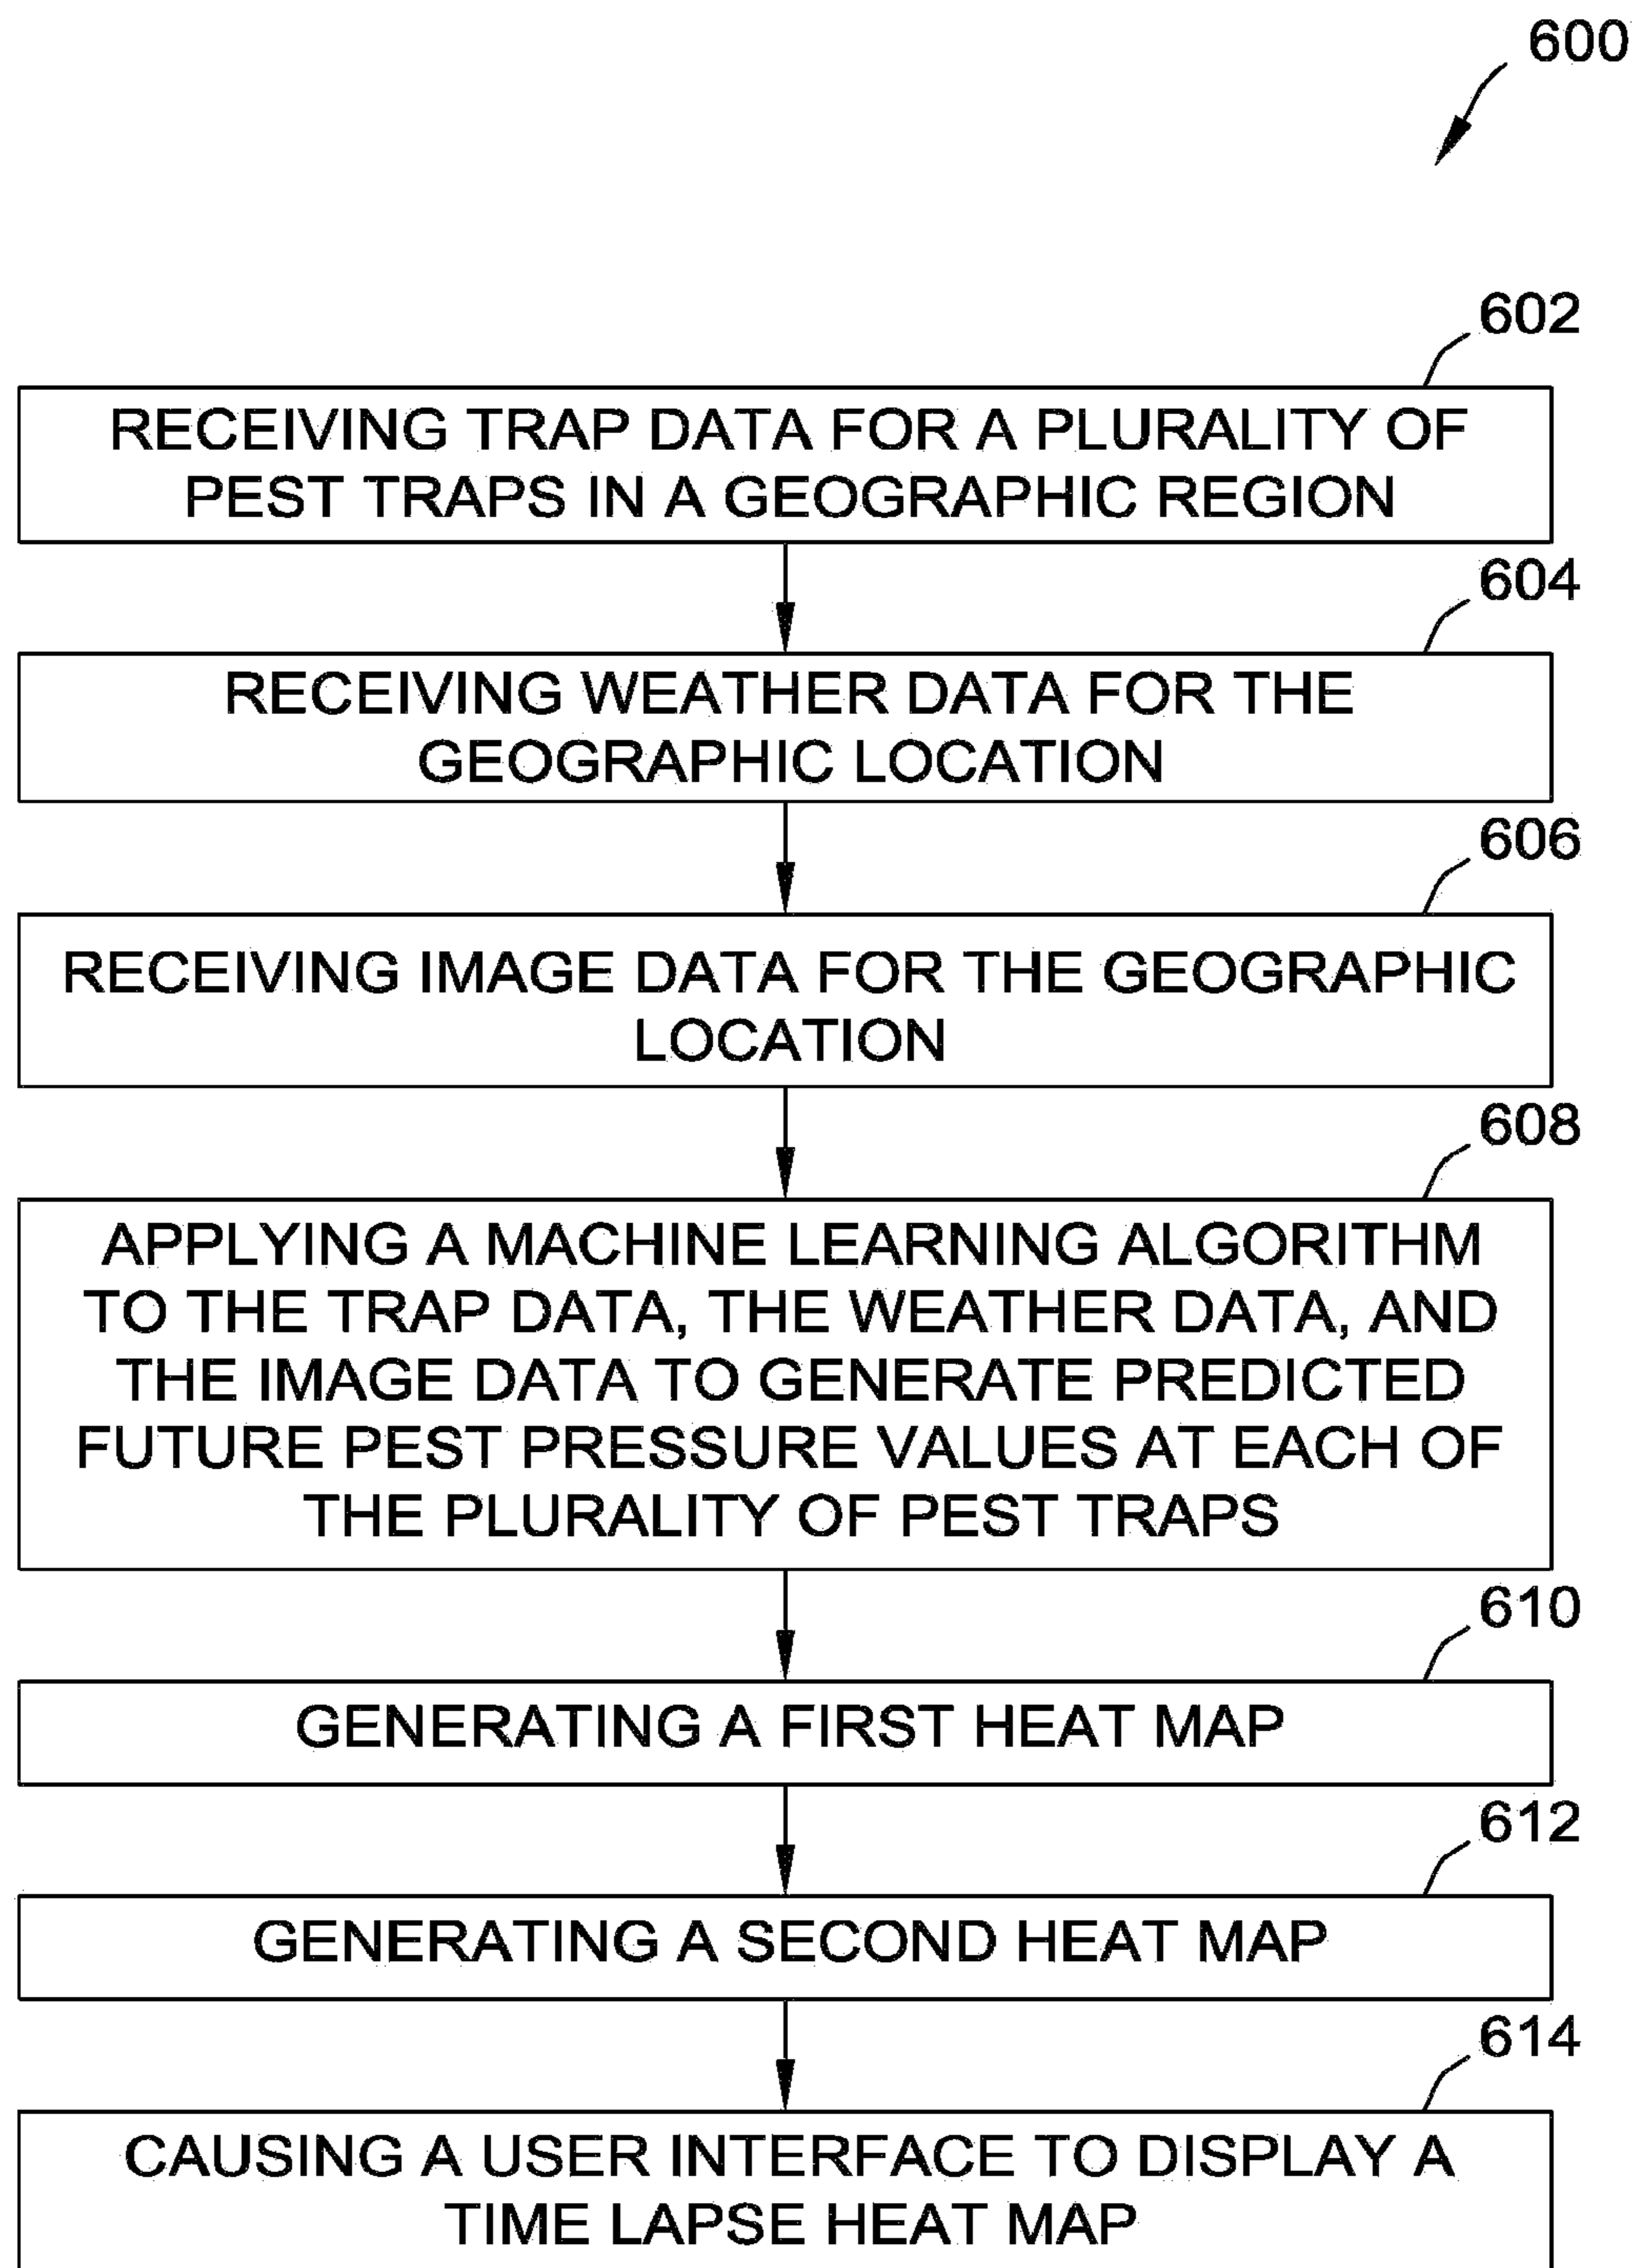 600
602
RECEIVING TRAP DATA FOR A PLURALITY OF
PEST TRAPS IN A GEOGRAPHIC REGION
604
RECEIVING WEATHER DATA FOR THE
GEOGRAPHIC LOCATION
606
RECEIVING IMAGE DATA FOR THE GEOGRAPHIC
LOCATION
608
APPLYING A MACHINE LEARNING ALGORITHM
TO THE TRAP DATA, THE WEATHER DATA, AND
THE IMAGE DATA TO GENERATE PREDICTED
FUTURE PEST PRESSURE VALUES AT EACH OF
THE PLURALITY OF PEST TRAPS
610
GENERATING A FIRST HEAT MAP
612
GENERATING A SECOND HEAT MAP
614
CAUSING A USER INTERFACE TO DISPLAY A
TIME LAPSE HEAT MAP